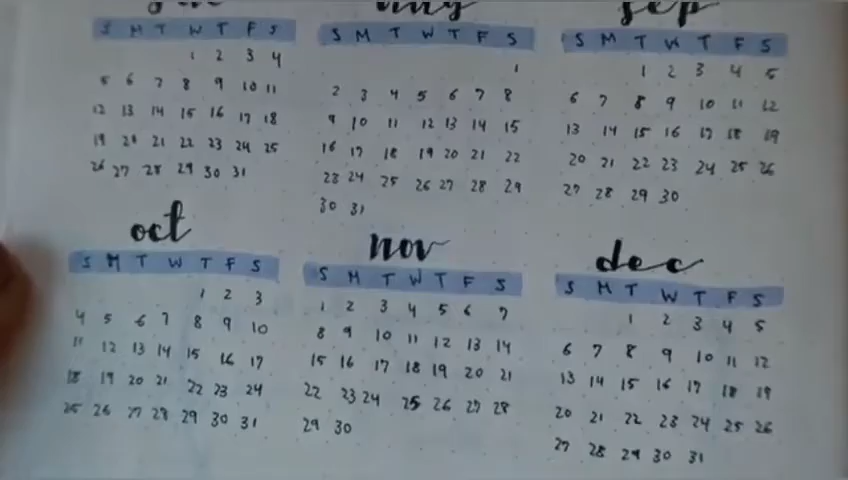 aug
sep
S M T W T F S
S M T W T F S
S M T W T F S
1 2 3 4
1
1 2 3 4 5
5 6 7 8 9 10 11
2 3 4 5 6 7 8
6 7 8 9 10 11 12
12 13 14 15 16 17 18
9 10 11 12 13 14 15
13 14 15 16 17 18 19
19 20 21 22 23 24 25
16 17 18 19 20 21 22
20 21 22 23 24 25 26
26 27 28 29 30 31
23 24 25 26 27 28 29
27 28 29 30
30 31
oct
nov
dec
S M T W T F S
S M T W T F S
S M T W T F S
1 2 3
1 2 3 4 5 6 7
1 2 3 4 5
4 5 6 7 8 9 10
8 9 10 11 12 13 14
6 7 8 9 10 11 12
11 12 13 14 15 16 17
15 16 17 18 19 20 21
13 14 15 16 17 18 19
18 19 20 21 22 23 24
22 23 24 25 26 27 28
20 21 22 23 24 25 26
25 26 27 28 29 30 31
29 30
27 28 29 30 31